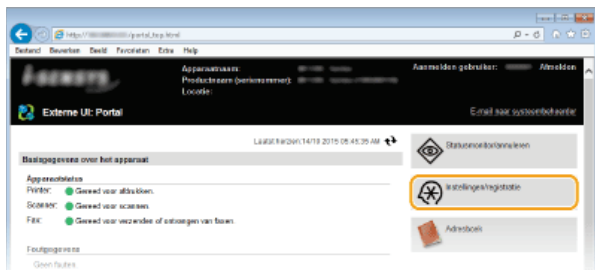 http://
/portal_top.html
Bestand Bewerken Beeld Favorieten Extra Help
Apparaatnaam:
Productnaam (serienummer):
Locatie:
Aanmelden gebruiker:
Afmelden
Externe UI: Portal
E-mail naar systeembeheerder
Laatst herzien:14/10 2015 05:45:35 AM
Basisgegevens over het apparaat
Statusmonitor/annuleren
Apparaatstatus
Printer: Gereed voor afdrukken.
Instellingen/registratie
Scanner: Gereed voor scannen.
Fax: Gereed voor verzenden of ontvangen van faxen.
Adresboek
Foutgegevens
Geen fouten.